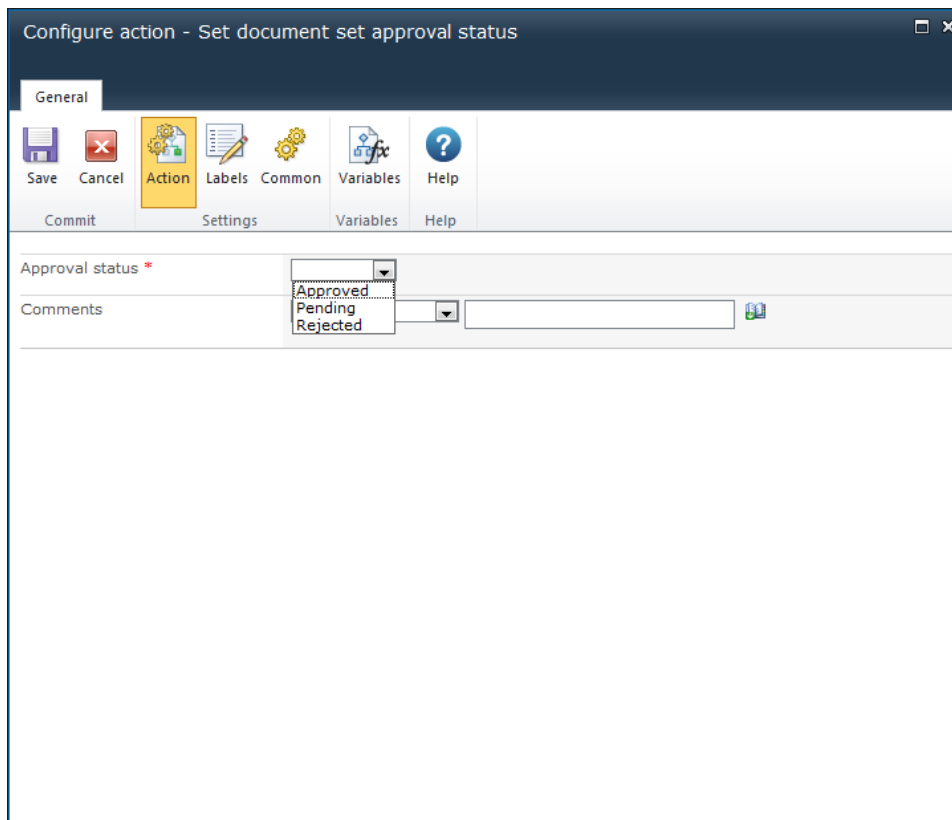 Configure action - Set document set approval status
General
Save Cancel Action Labels Common Variables Help
Commit Settings Variables Help
Approval status *
Approved
Comments
Pending
Rejected